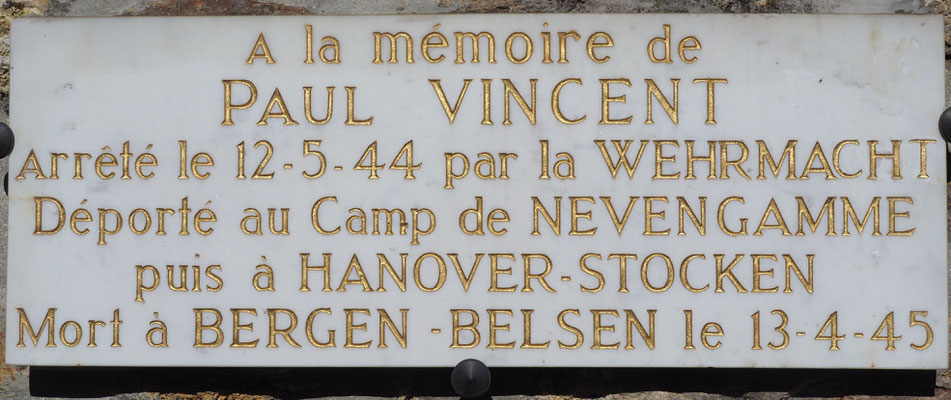 A la mémoire de
PAUL VINCENT
Arrêté le 12-5-44 par la WEHRMACHT
Déporté au Camp de NEVENGAMME
puis à HANOVER-STOCKEN
Mort à BERGEN-BELSEN le 13-4-45